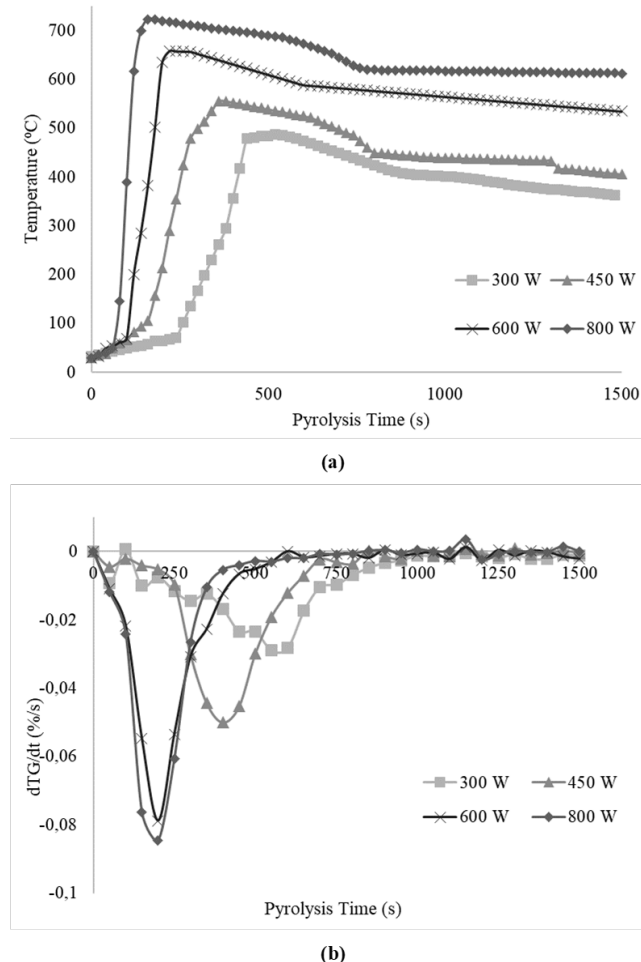 700
600
500
400
300
200
100
0
Temperature (ºC)
300 W
450 W
600 W
800 W
0
500
1000
1500
Pyrolysis Time (s)
(a)
0
-0,02
-0,04
-0,06
-0,08
-0,1
dTG/dt (%/s)
0
250
500
750
1000
1250
1500
300 W
450 W
600 W
800 W
Pyrolysis Time (s)
(b)